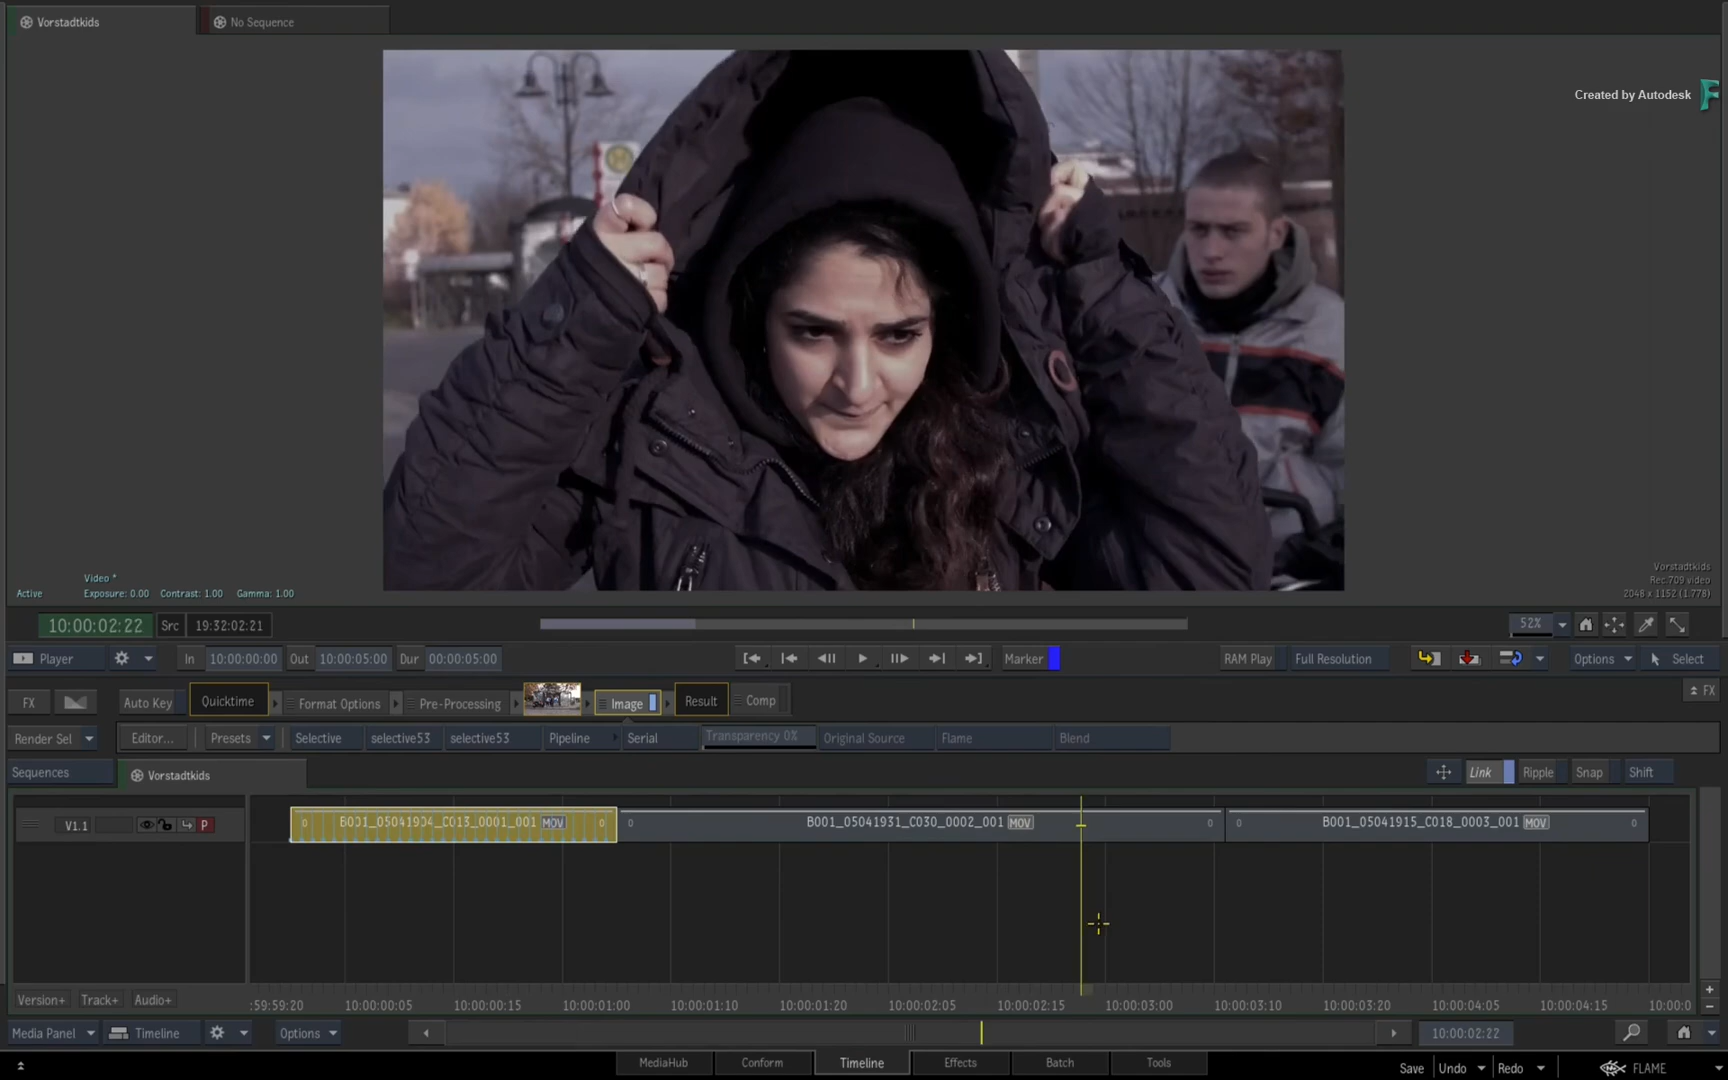 Vorstadtkids
No Sequence
Created by Autodesk
Video *
Active
Exposure: 0.00 Contrast: 1.00 Gamma: 1.00
Vorstadtkids
Rec.709 video
2048 x 1152 (1.778)
10:00:02:22 Src 19:32:02:21
52%
Player
In 10:00:00:00 Out 10:00:05:00 Dur 00:00:05:00
Marker
RAM Play
Full Resolution
Options
Select
FX
Auto Key
Quicktime
Format Options
Pre-Processing
Image
Result
Comp
FX
Render Sel
Editor...
Presets
Selective
selective53
selective53
Pipeline
Serial
Transparency 0%
Original Source
Flame
Blend
Sequences
Vorstadtkids
Link
Ripple
Snap
Shift
V1.1
P
0 B001_05041904_C013_0001_001 MOV 0
0 B001_05041931_C030_0002_001 MOV 0
0 B001_05041915_C018_0003_001 MOV 0
Version+ Track+ Audio+
:59:59:20 10:00:00:05 10:00:00:15 10:00:01:00 10:00:01:10 10:00:01:20 10:00:02:05 10:00:02:15 10:00:03:00 10:00:03:10 10:00:03:20 10:00:04:05 10:00:04:15 10:00:0
Media Panel
Timeline
Options
10:00:02:22
MediaHub
Conform
Timeline
Effects
Batch
Tools
Save
Undo
Redo
FLAME